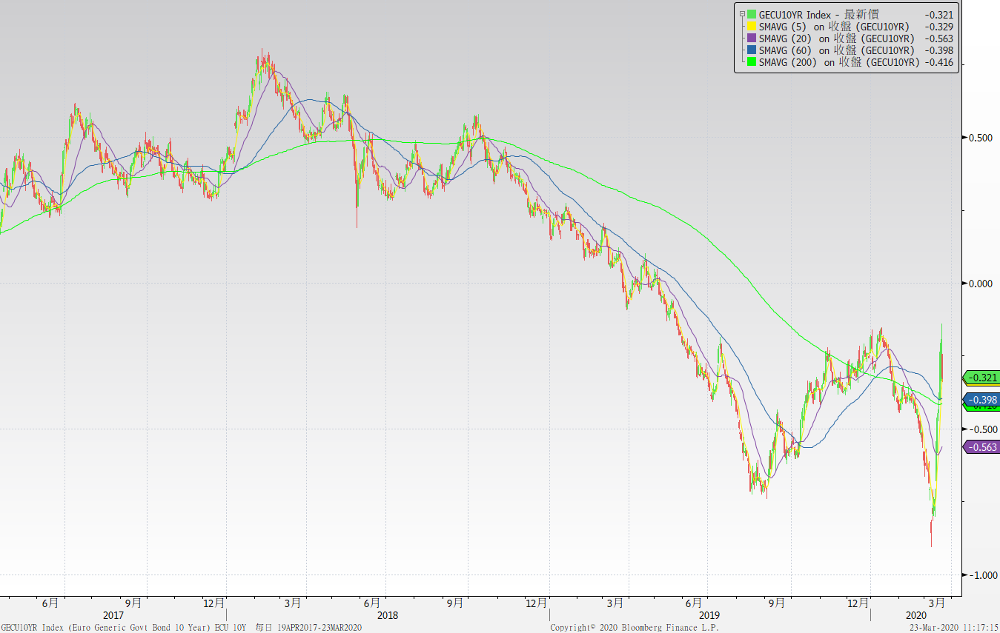 GECU10YR Index - 最新價 -0.321
SMAVG (5) on 收盤 (GECU10YR) -0.329
SMAVG (20) on 收盤 (GECU10YR) -0.563
SMAVG (60) on 收盤 (GECU10YR) -0.398
SMAVG (200) on 收盤 (GECU10YR) -0.416
0.500
0.000
-0.321
-0.398
-0.500
-0.563
-1.000
6月 9月 12月 3月 6月 9月 12月 3月 6月 9月 12月 3月
2017 2018 2019 2020
GECU10YR Index (Euro Generic Govt Bond 10 Year) ECU 10Y 每日 19APR2017-23MAR2020 Copyright© 2020 Bloomberg Finance L.P. 23-Mar-2020 11:17:15